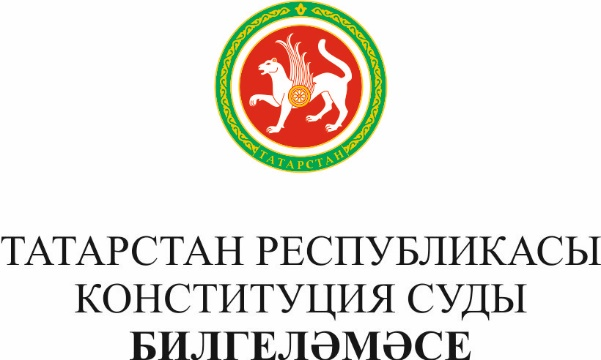 ТАТАРСТАН
ТАТАРСТАН РЕСПУБЛИКАСЫ
КОНСТИТУЦИЯ СУДЫ
БИЛГЕЛӘМӘСЕ